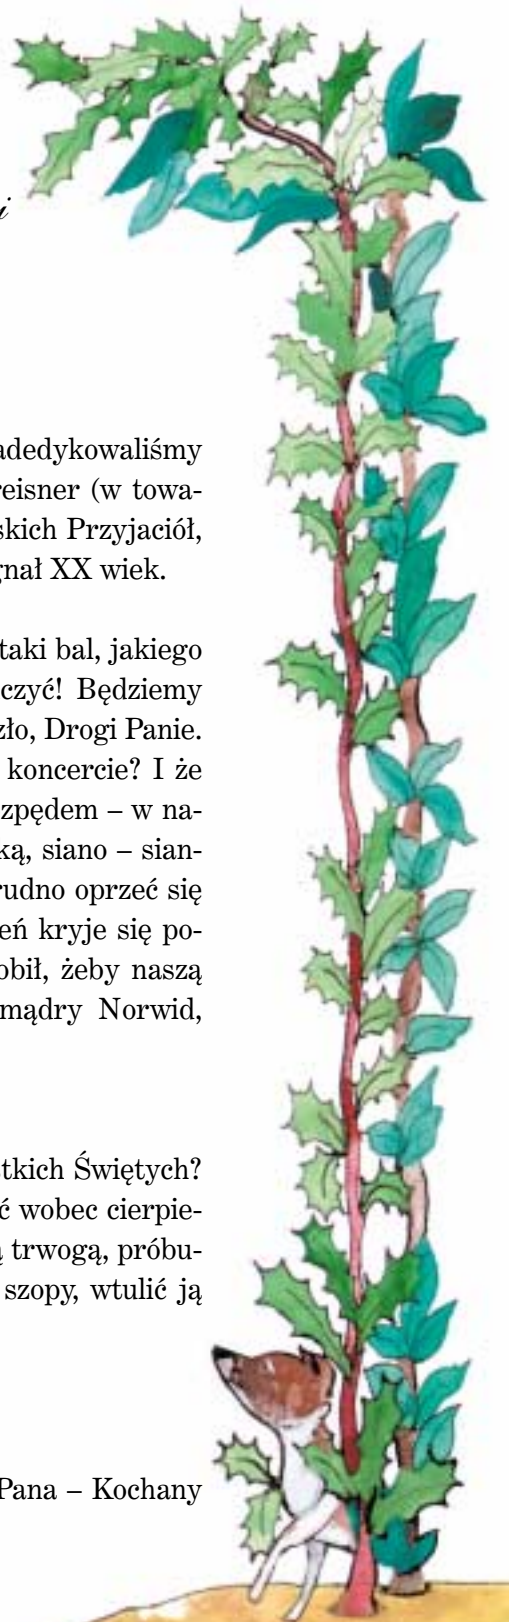 i
adedykowaliśmy
reisner (w towa-
skich Przyjaciół,
gnał XX wiek.
taki bal, jakiego
czyć! Będziemy
zło, Drogi Panie.
koncercie? I że
zpędem – w na-
ką, siano – sian-
rudno oprzeć się
eń kryje się po-
obił, żeby naszą
mądry Norwid,
tkich Świętych?
ć wobec cierpie-
ą trwogą, próbu-
szopy, wtulić ją
Pana – Kochany